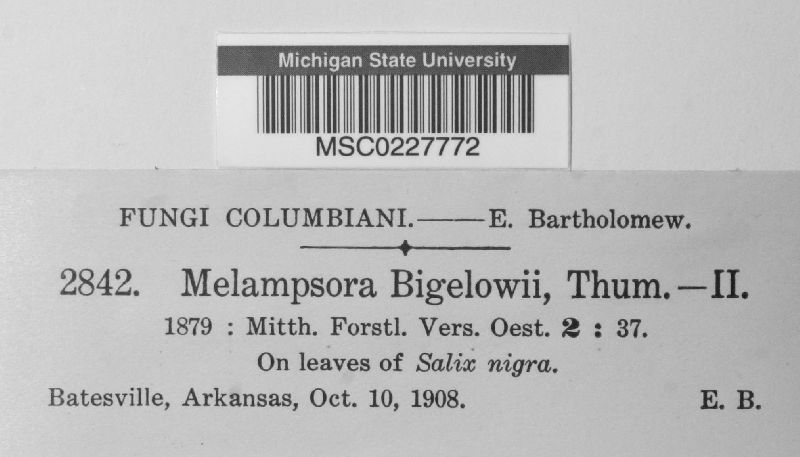 Michigan State University
MSC0227772
FUNGI COLUMBIANI.——E. Bartholomew.
2842. Melampsora Bigelowii, Thum.—II.
1879 : Mitth. Forstl. Vers. Oest. 2 : 37.
On leaves of Salix nigra.
Batesville, Arkansas, Oct. 10, 1908. E. B.